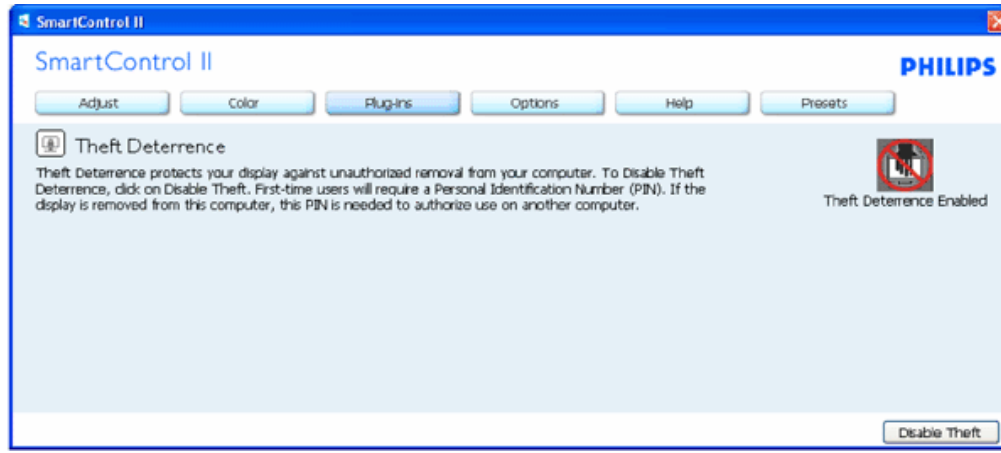 SmartControl II
SmartControl II
PHILIPS
Adjust Color Plug-Ins Options Help Presets
Theft Deterrence
Theft Deterrence protects your display against unauthorized removal from your computer. To Disable Theft
Deterrence, click on Disable Theft. First-time users will require a Personal Identification Number (PIN). If the
display is removed from this computer, this PIN is needed to authorize use on another computer.
Theft Deterrence Enabled
Disable Theft